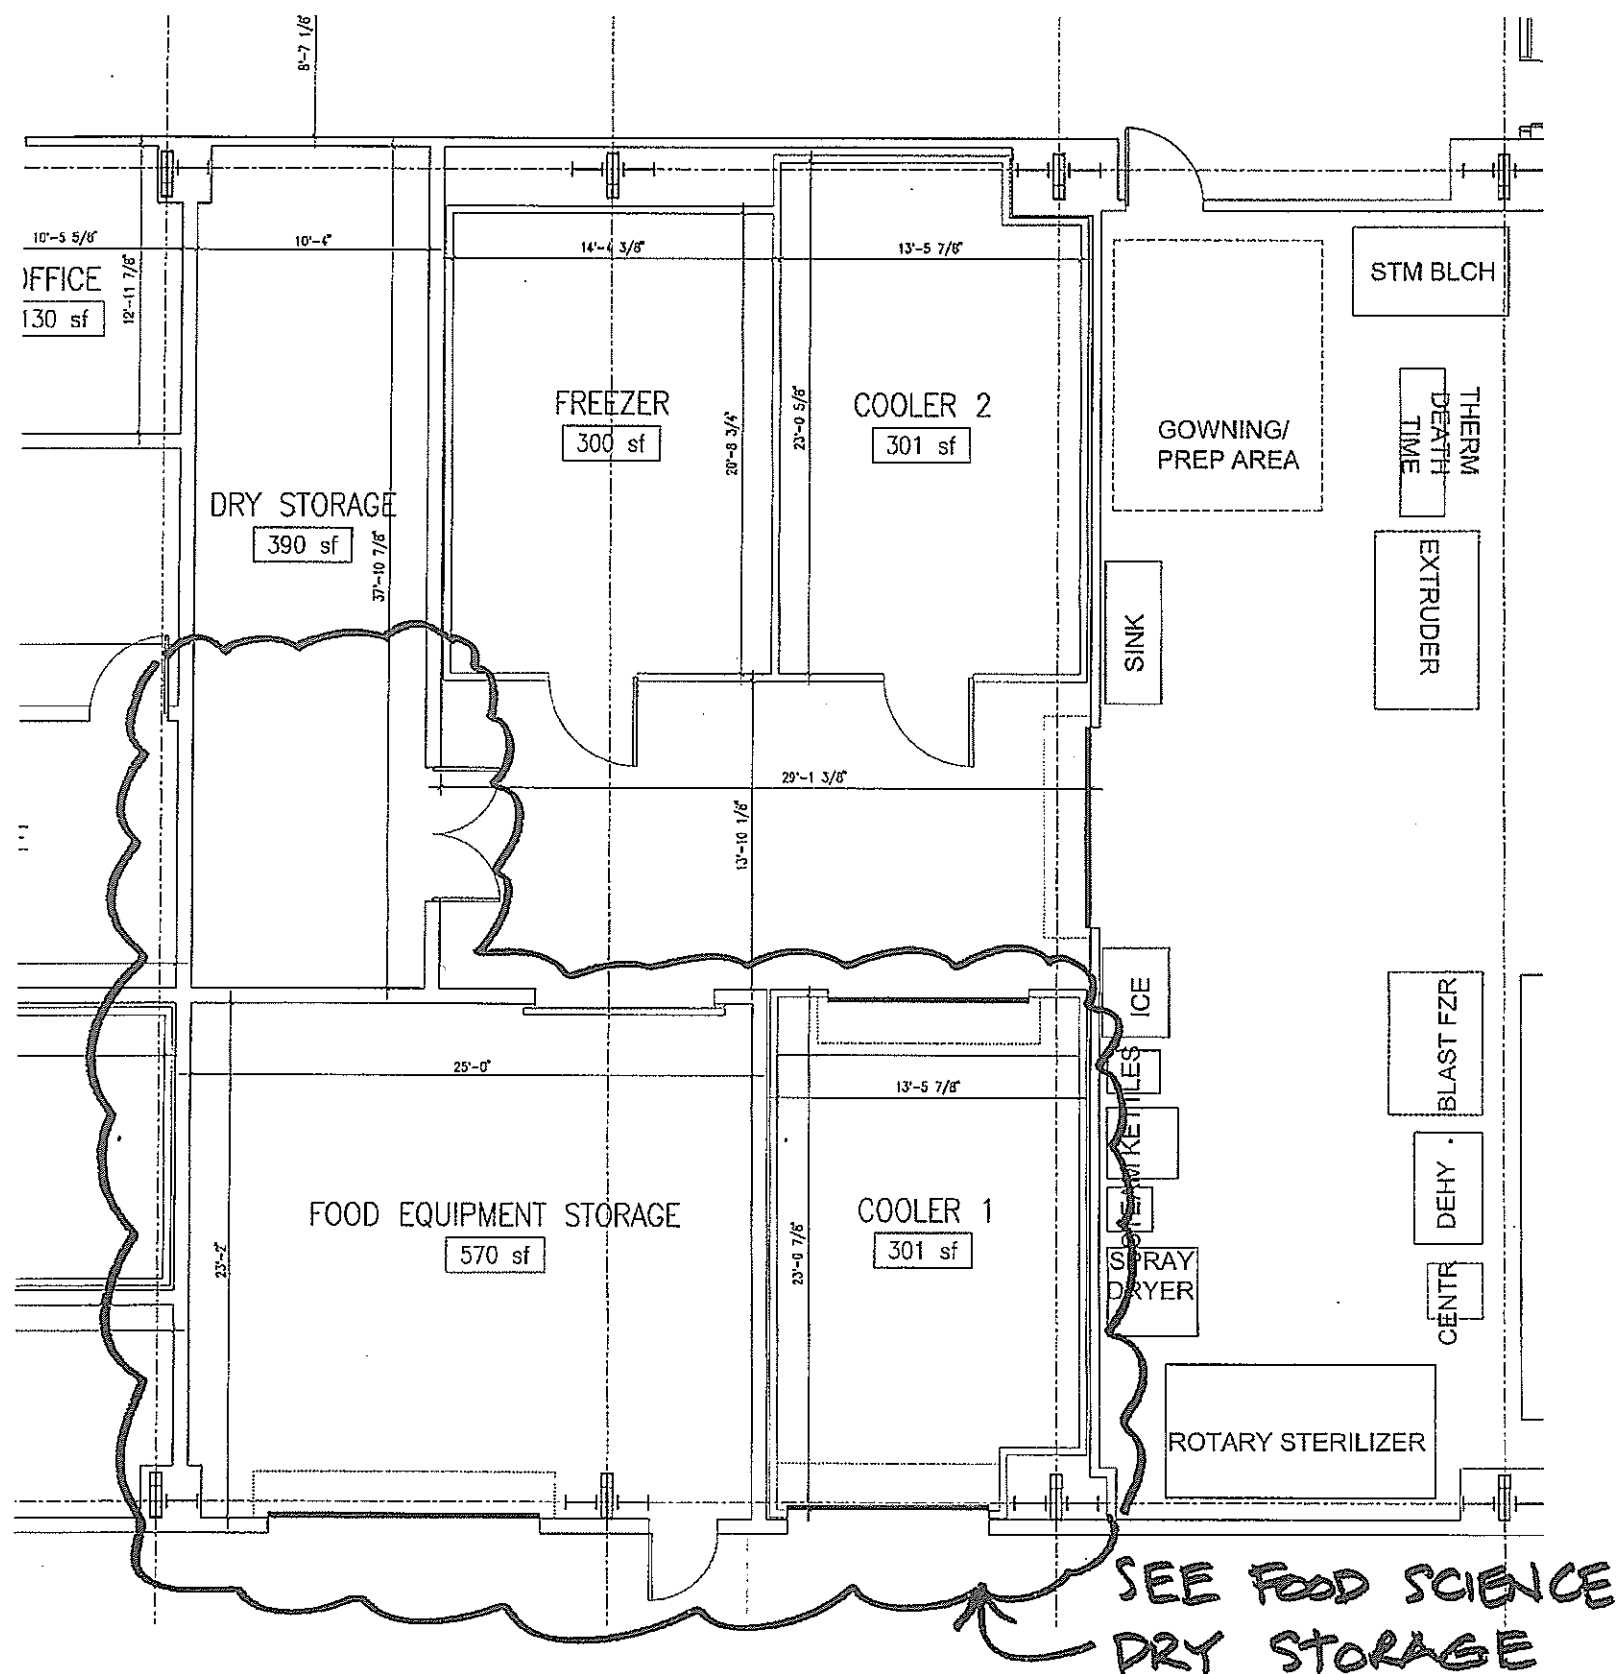 8'-7 1/6"
10'-5 5/8"
10'-4"
14'-4 3/8"
13'-5 7/8"
STM BLCH
OFFICE
130 sf
12'-11 7/8"
FREEZER
300 sf
COOLER 2
301 sf
20'-8 3/4"
23'-0 5/8"
GOWNING/
PREP AREA
THERM
DEATH
TIME
DRY STORAGE
390 sf
37'-10 7/8"
EXTRUDER
SINK
29'-1 3/8"
13'-10 1/8"
ICE
BLAST FZR
25'-0"
13'-5 7/8"
STEAM KETTLES
DEHY
FOOD EQUIPMENT STORAGE
570 sf
COOLER 1
301 sf
23'-2"
23'-0 7/8"
SPRAY
DRYER
CENTR
ROTARY STERILIZER
SEE FOOD SCIENCE
DRY STORAGE